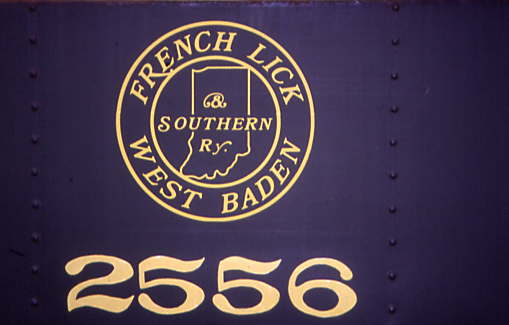 FRENCH LICK
WEST BADEN
&
SOUTHERN
RY.
2556